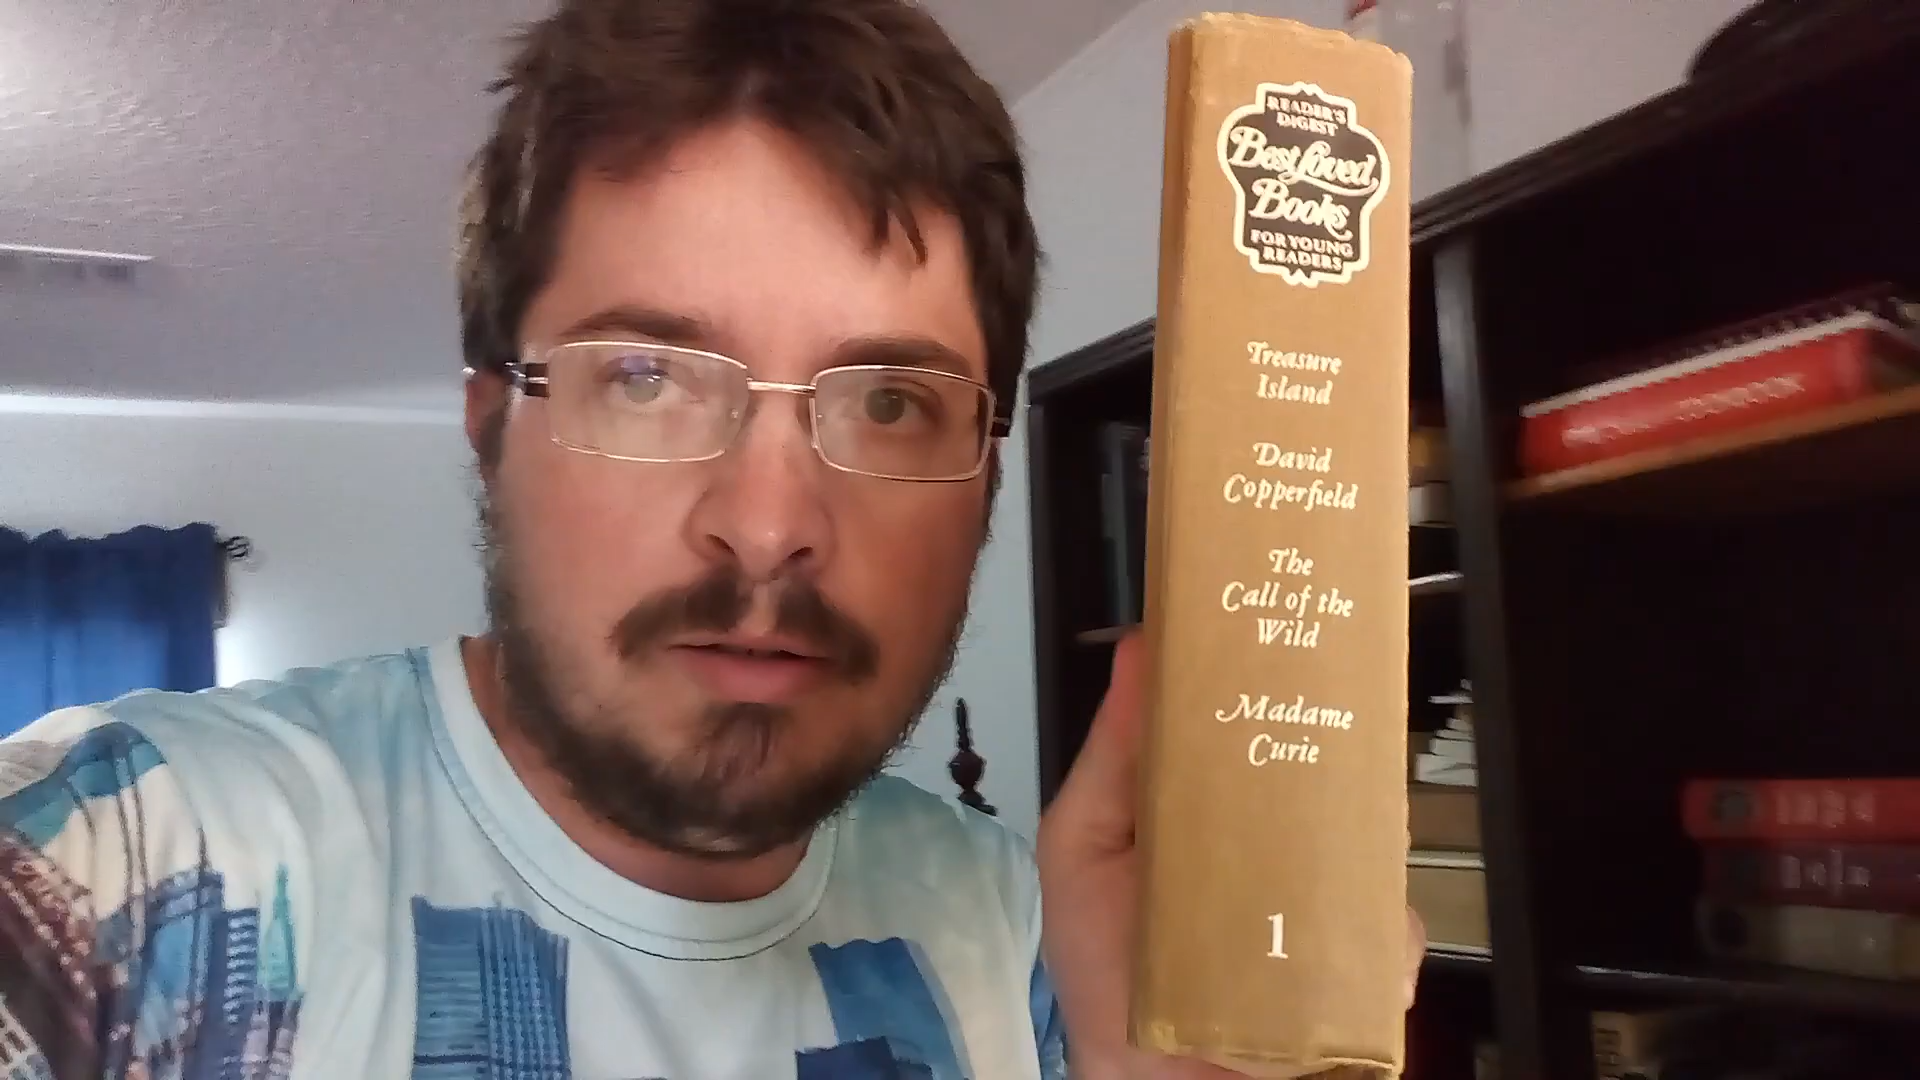 READER'S
DIGEST
Best Loved
Books
FOR YOUNG
READERS
Treasure
Island
David
Copperfield
The
Call of the
Wild
Madame
Curie
1
COOKBOOK